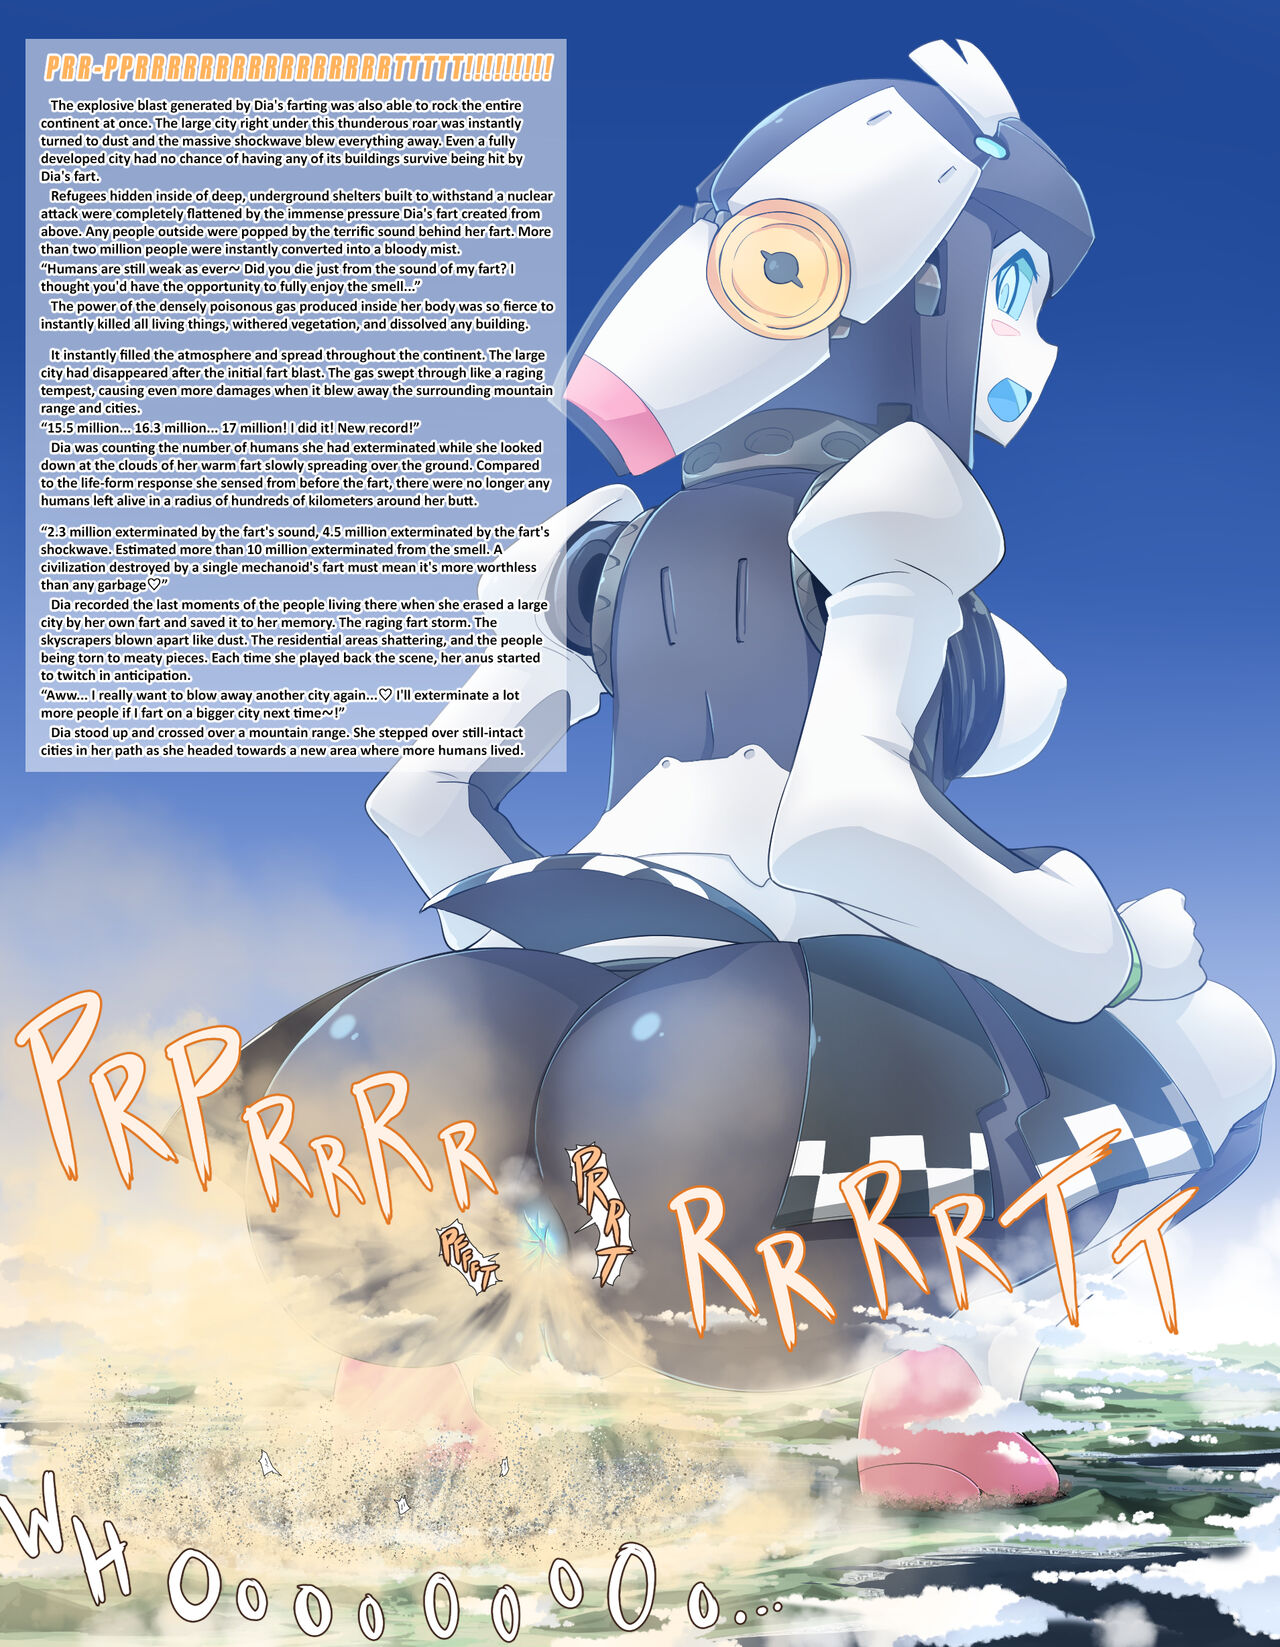 PRR-PPRRRRRRRRRRRRRRRRTTTTT!!!!!!!!!
The explosive blast generated by Dia's farting was also able to rock the entire
continent at once. The large city right under this thunderous roar was instantly
turned to dust and the massive shockwave blew everything away. Even a fully
developed city had no chance of having any of its buildings survive being hit by
Dia's fart.
Refugees hidden inside of deep, underground shelters built to withstand a nuclear
attack were completely flattened by the immense pressure Dia's fart created from
above. Any people outside were popped by the terrific sound behind her fart. More
than two million people were instantly converted into a bloody mist.
“Humans are still weak as ever~ Did you die just from the sound of my fart? I
thought you'd have the opportunity to fully enjoy the smell...”
The power of the densely poisonous gas produced inside her body was so fierce to
instantly killed all living things, withered vegetation, and dissolved any building.
It instantly filled the atmosphere and spread throughout the continent. The large
city had disappeared after the initial fart blast. The gas swept through like a raging
tempest, causing even more damages when it blew away the surrounding mountain
range and cities.
“15.5 million... 16.3 million... 17 million! I did it! New record!”
Dia was counting the number of humans she had exterminated while she looked
down at the clouds of her warm fart slowly spreading over the ground. Compared
to the life-form response she sensed from before the fart, there were no longer any
humans left alive in a radius of hundreds of kilometers around her butt.
“2.3 million exterminated by the fart's sound, 4.5 million exterminated by the fart's
shockwave. Estimated more than 10 million exterminated from the smell. A
civilization destroyed by a single mechanoid's fart must mean it's more worthless
than any garbage♡”
Dia recorded the last moments of the people living there when she erased a large
city by her own fart and saved it to her memory. The raging fart storm. The
skyscrapers blown apart like dust. The residential areas shattering, and the people
being torn to meaty pieces. Each time she played back the scene, her anus started
to twitch in anticipation.
“Aww... I really want to blow away another city again...♡ I'll exterminate a lot
more people if I fart on a bigger city next time~!”
Dia stood up and crossed over a mountain range. She stepped over still-intact
cities in her path as she headed towards a new area where more humans lived.
PRPRRRRR
PFFFT
PRRT
RRRRRTT
WHOOOOOOOOO...